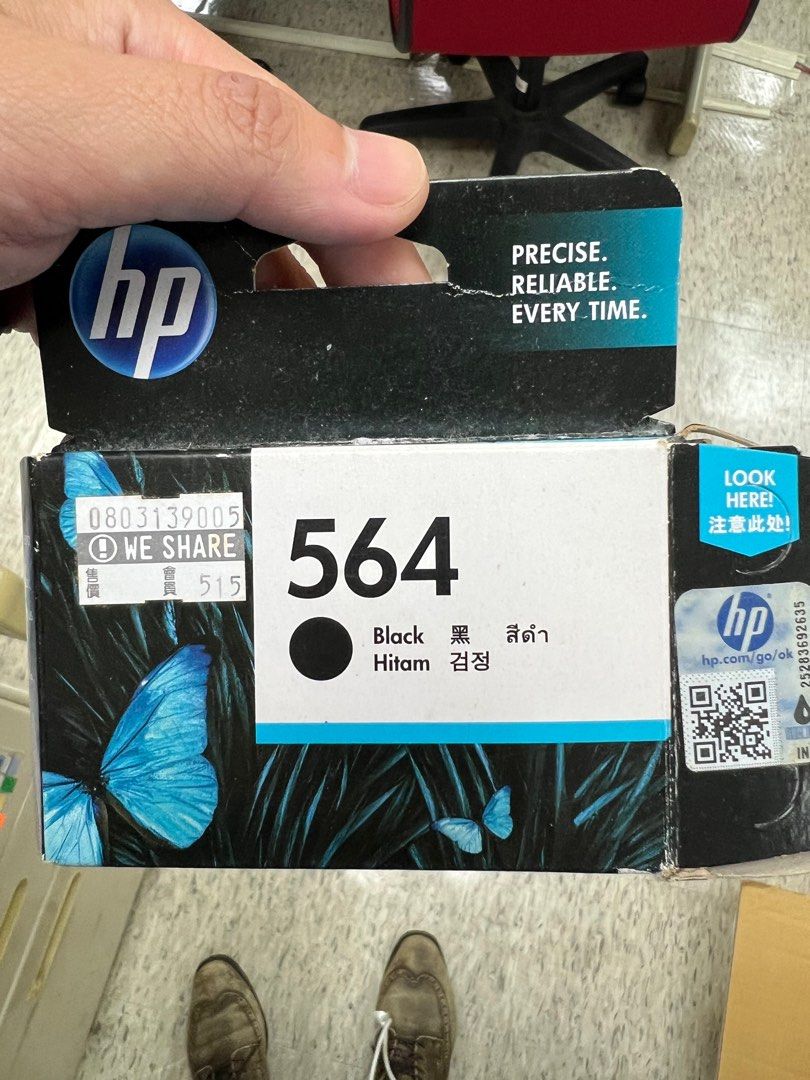 hp
PRECISE.
RELIABLE.
EVERY TIME.
0803139005
WE SHARE
售價 會員 515
564
Black 黑 สีดำ
Hitam 검정
LOOK
HERE!
注意此处!
hp
hp.com/go/ok
25283692635
IN